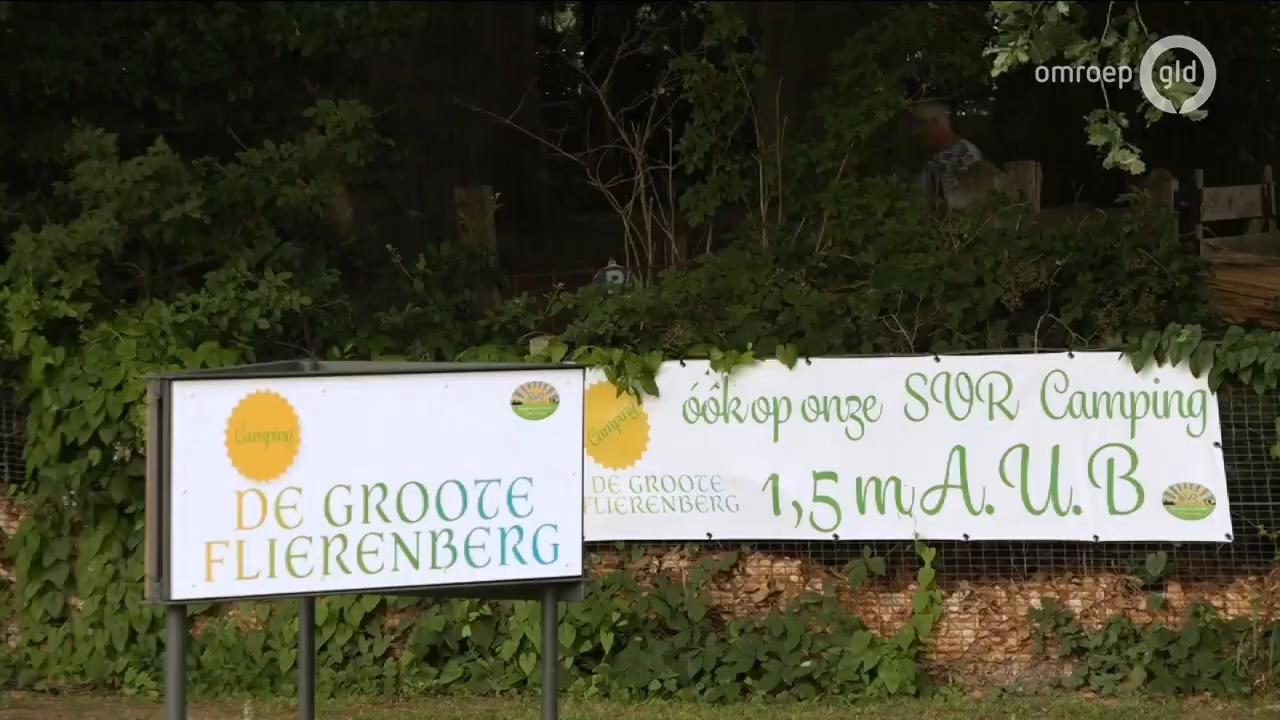 omroep gld
Camping
DE GROOTE
FLIERENBERG
Camping
DE GROOTE
FLIERENBERG
óók op onze SVR Camping
1,5 m A.U.B